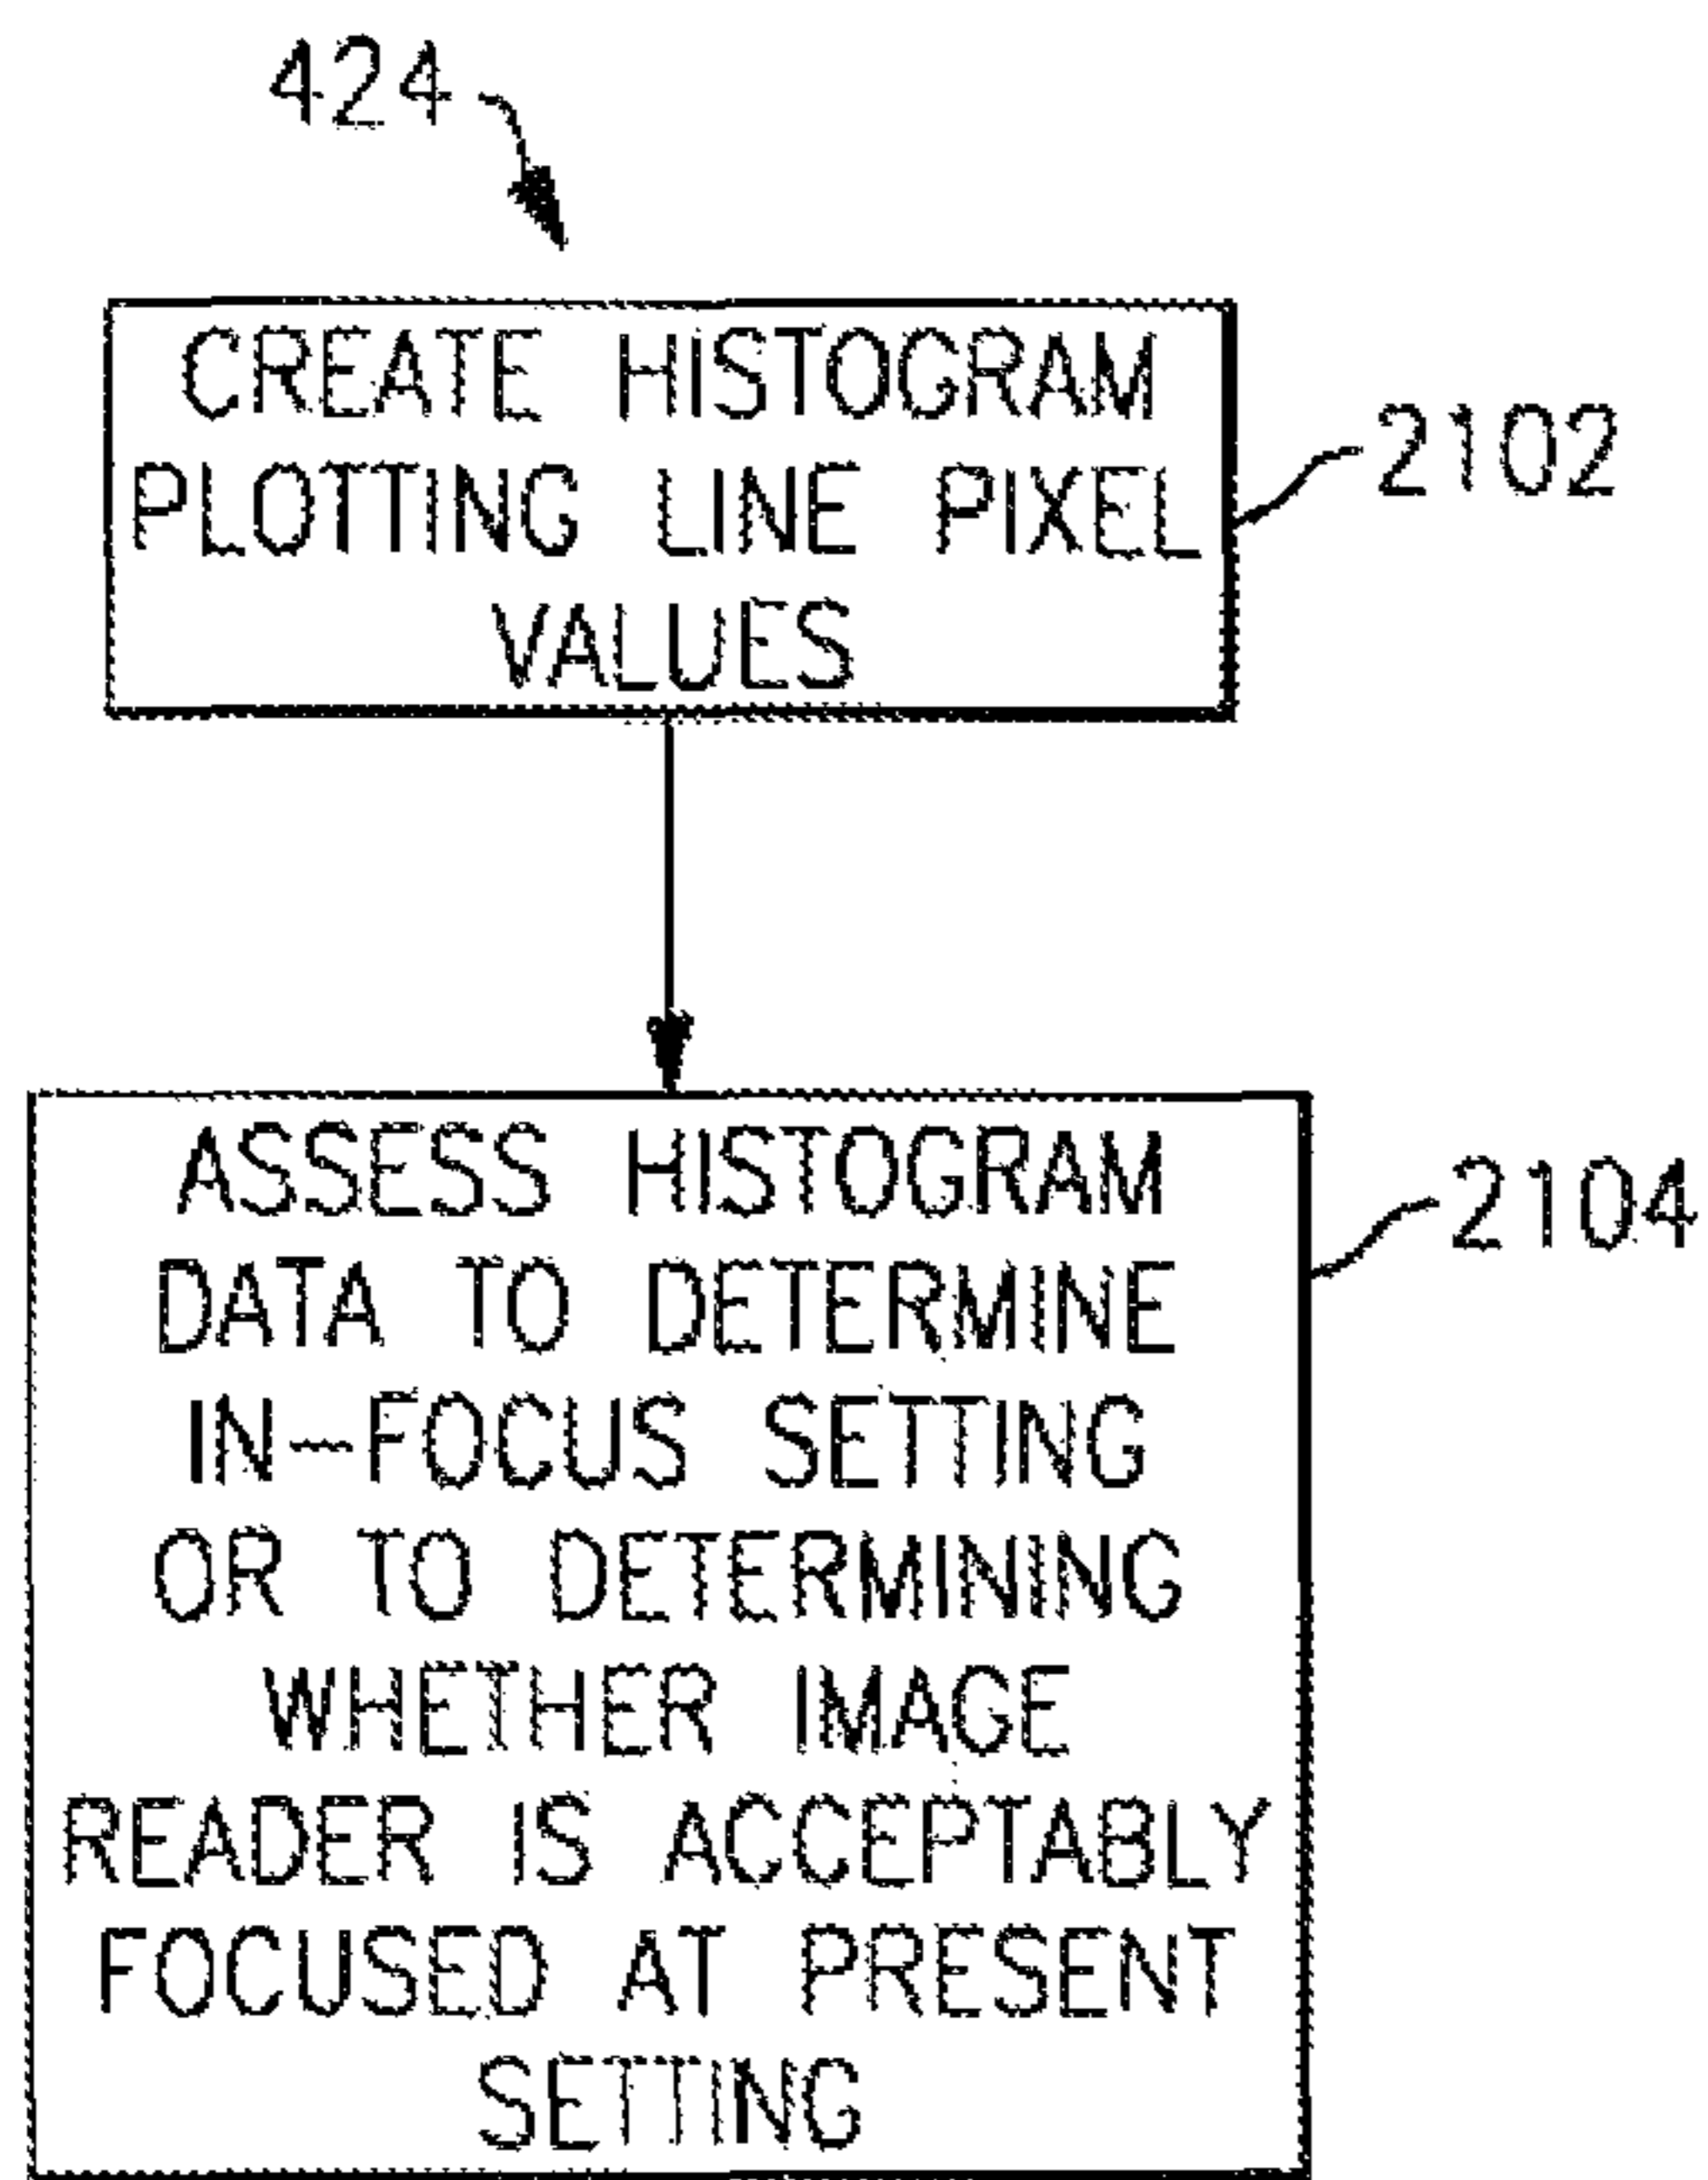 424
CREATE HISTOGRAM
PLOTTING LINE PIXEL
VALUES
2102
ASSESS HISTOGRAM
DATA TO DETERMINE
IN-FOCUS SETTING
OR TO DETERMINING
WHETHER IMAGE
READER IS ACCEPTABLY
FOCUSED AT PRESENT
SETTING
2104